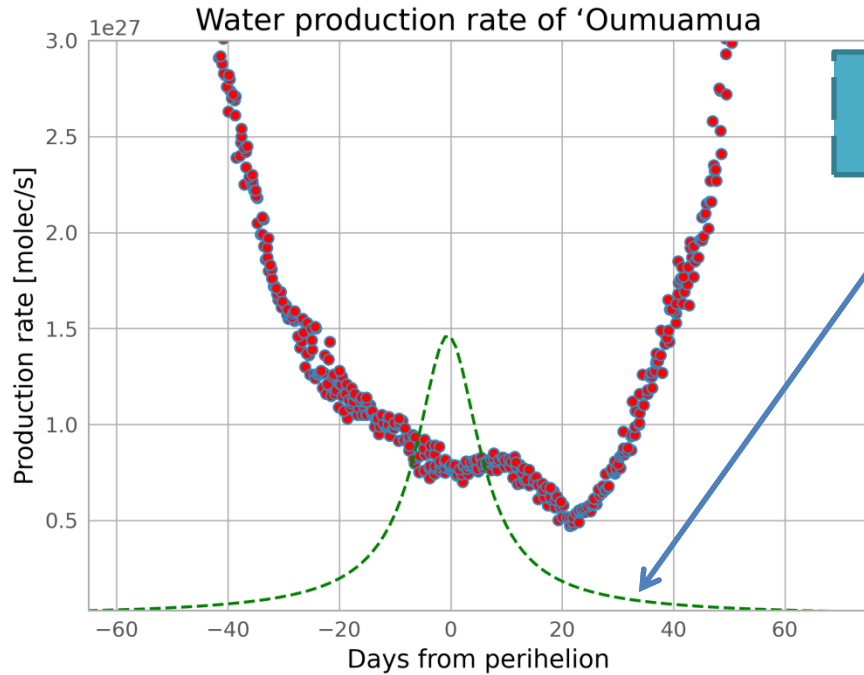 Water production rate of ‘Oumuamua
1e27
3.0
2.5
2.0
1.5
1.0
0.5
Production rate [molec/s]
−60 −40 −20 0 20 40 60
Days from perihelion